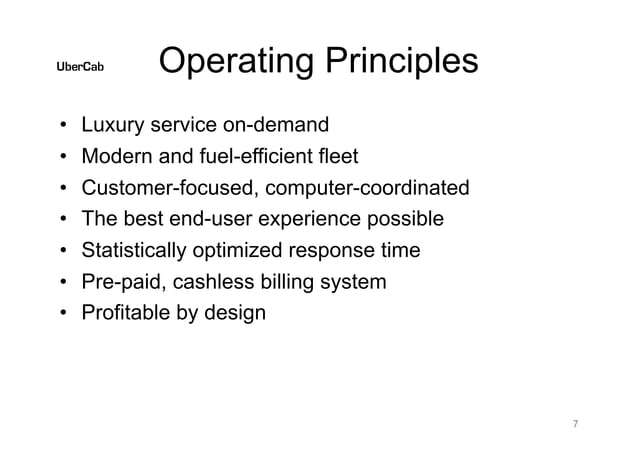 UberCab
Operating Principles
• Luxury service on-demand
• Modern and fuel-efficient fleet
• Customer-focused, computer-coordinated
• The best end-user experience possible
• Statistically optimized response time
• Pre-paid, cashless billing system
• Profitable by design
7